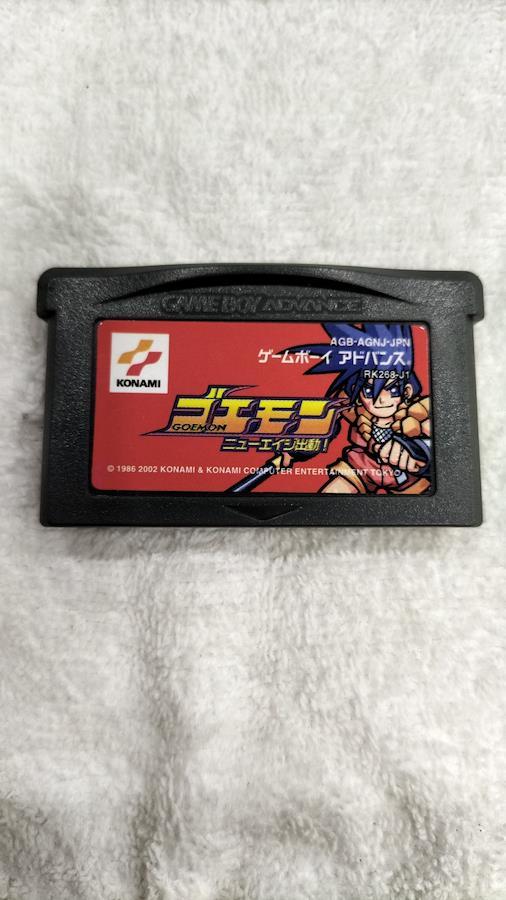 GAME BOY ADVANCE
AGB-AGNJ-JPN
ゲームボーイ アドバンス®
RK268-J1
KONAMI
ゴエモン
GOEMON
ニューエイジ出動!
© 1986 2002 KONAMI & KONAMI COMPUTER ENTERTAINMENT TOKYO